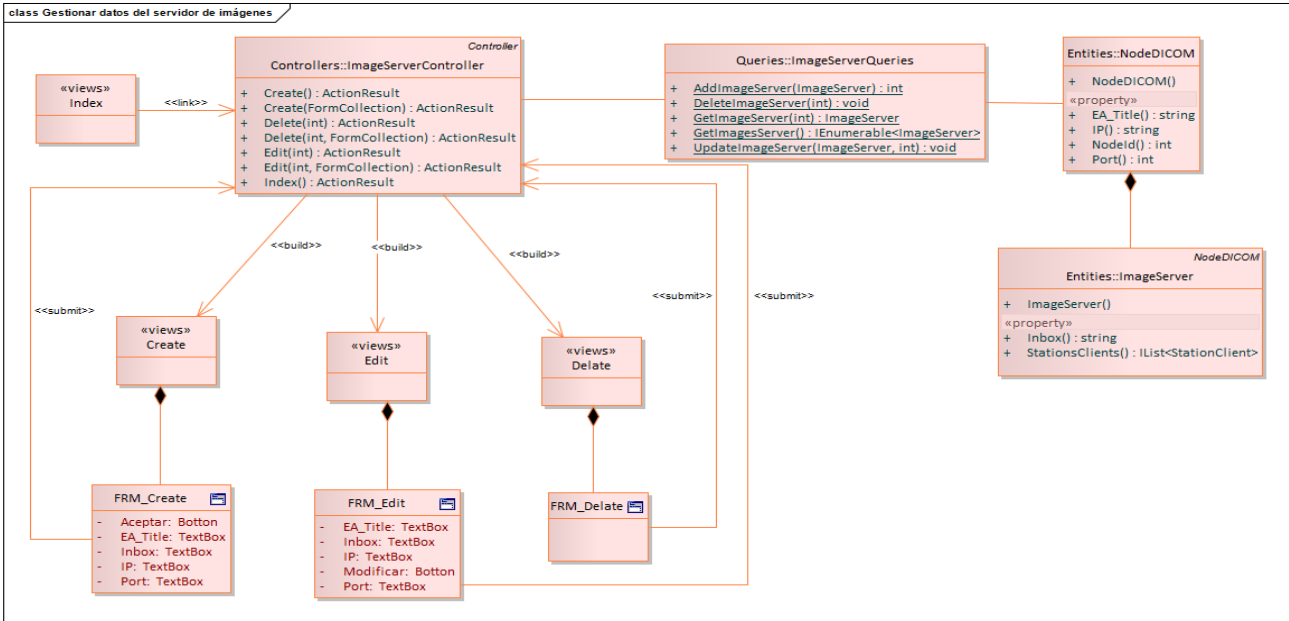 class Gestionar datos del servidor de imágenes
«views»
Index
<<link>>
Controller
Controllers::ImageServerController
+ Create() : ActionResult
+ Create(FormCollection) : ActionResult
+ Delete(int) : ActionResult
+ Delete(int, FormCollection) : ActionResult
+ Edit(int) : ActionResult
+ Edit(int, FormCollection) : ActionResult
+ Index() : ActionResult
Queries::ImageServerQueries
+ AddImageServer(ImageServer) : int
+ DeleteImageServer(int) : void
+ GetImageServer(int) : ImageServer
+ GetImagesServer() : IEnumerable<ImageServer>
+ UpdateImageServer(ImageServer, int) : void
Entities::NodeDICOM
+ NodeDICOM()
«property»
+ EA_Title() : string
+ IP() : string
+ NodeId() : int
+ Port() : int
NodeDICOM
Entities::ImageServer
+ ImageServer()
«property»
+ Inbox() : string
+ StationsClients() : IList<StationClient>
<<build>>
<<build>>
<<build>>
<<submit>>
<<submit>>
<<submit>>
«views»
Create
«views»
Edit
«views»
Delate
FRM_Create
- Aceptar: Botton
- EA_Title: TextBox
- Inbox: TextBox
- IP: TextBox
- Port: TextBox
FRM_Edit
- EA_Title: TextBox
- Inbox: TextBox
- IP: TextBox
- Modificar: Botton
- Port: TextBox
FRM_Delate